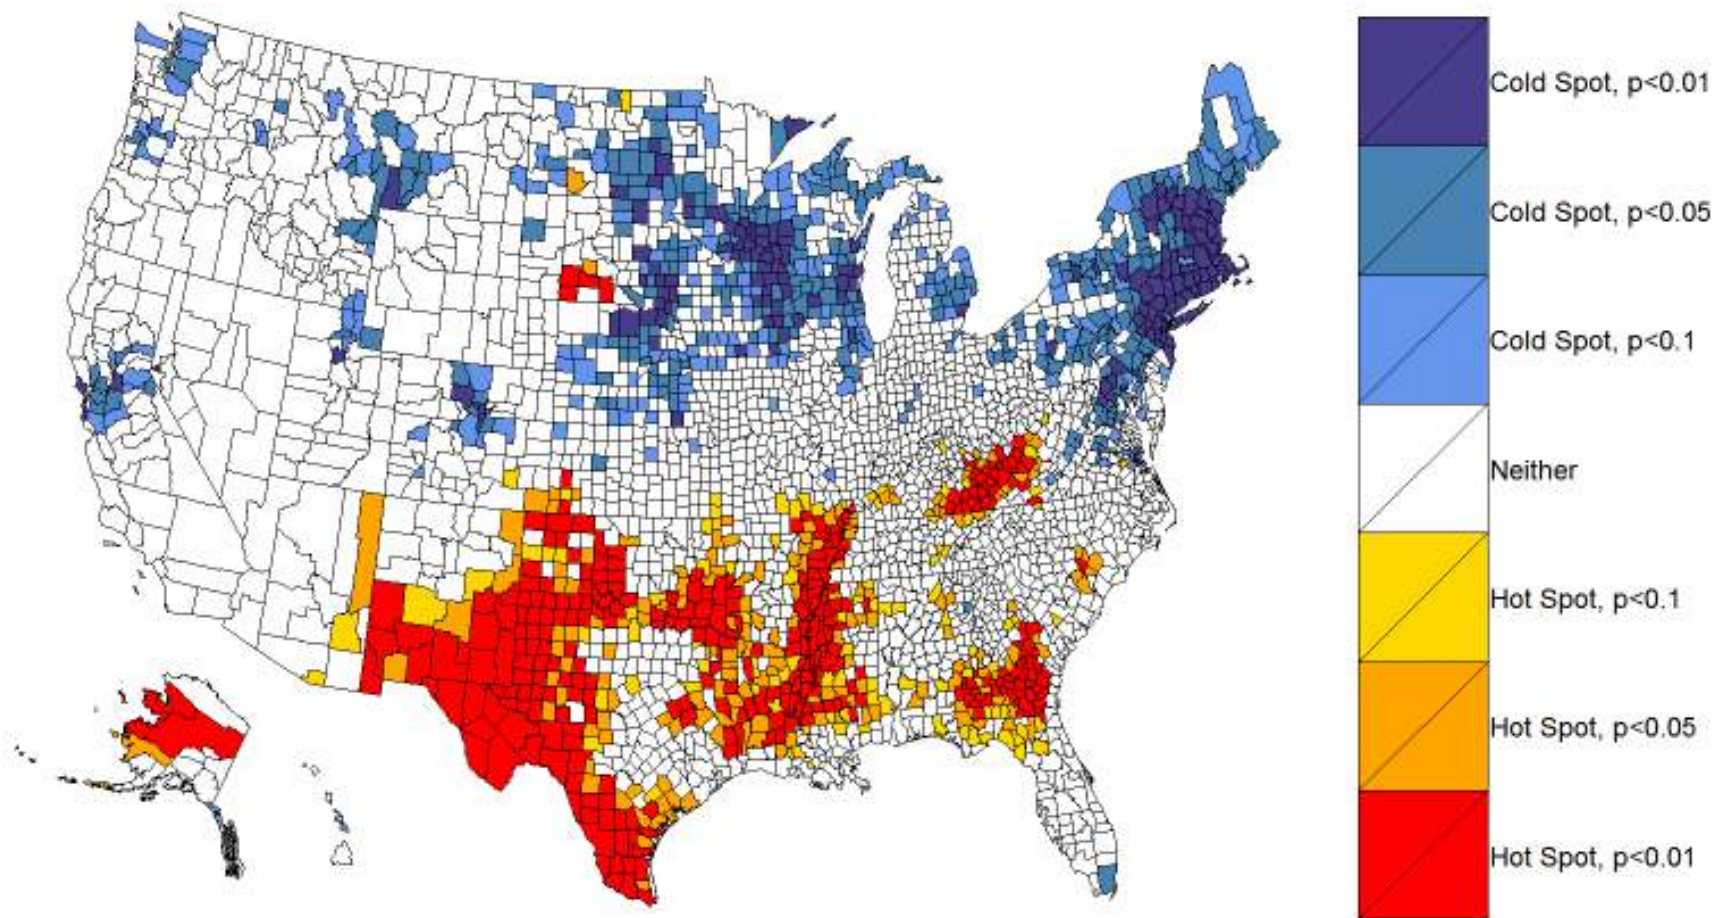 Cold Spot, p<0.01
Cold Spot, p<0.05
Cold Spot, p<0.1
Neither
Hot Spot, p<0.1
Hot Spot, p<0.05
Hot Spot, p<0.01